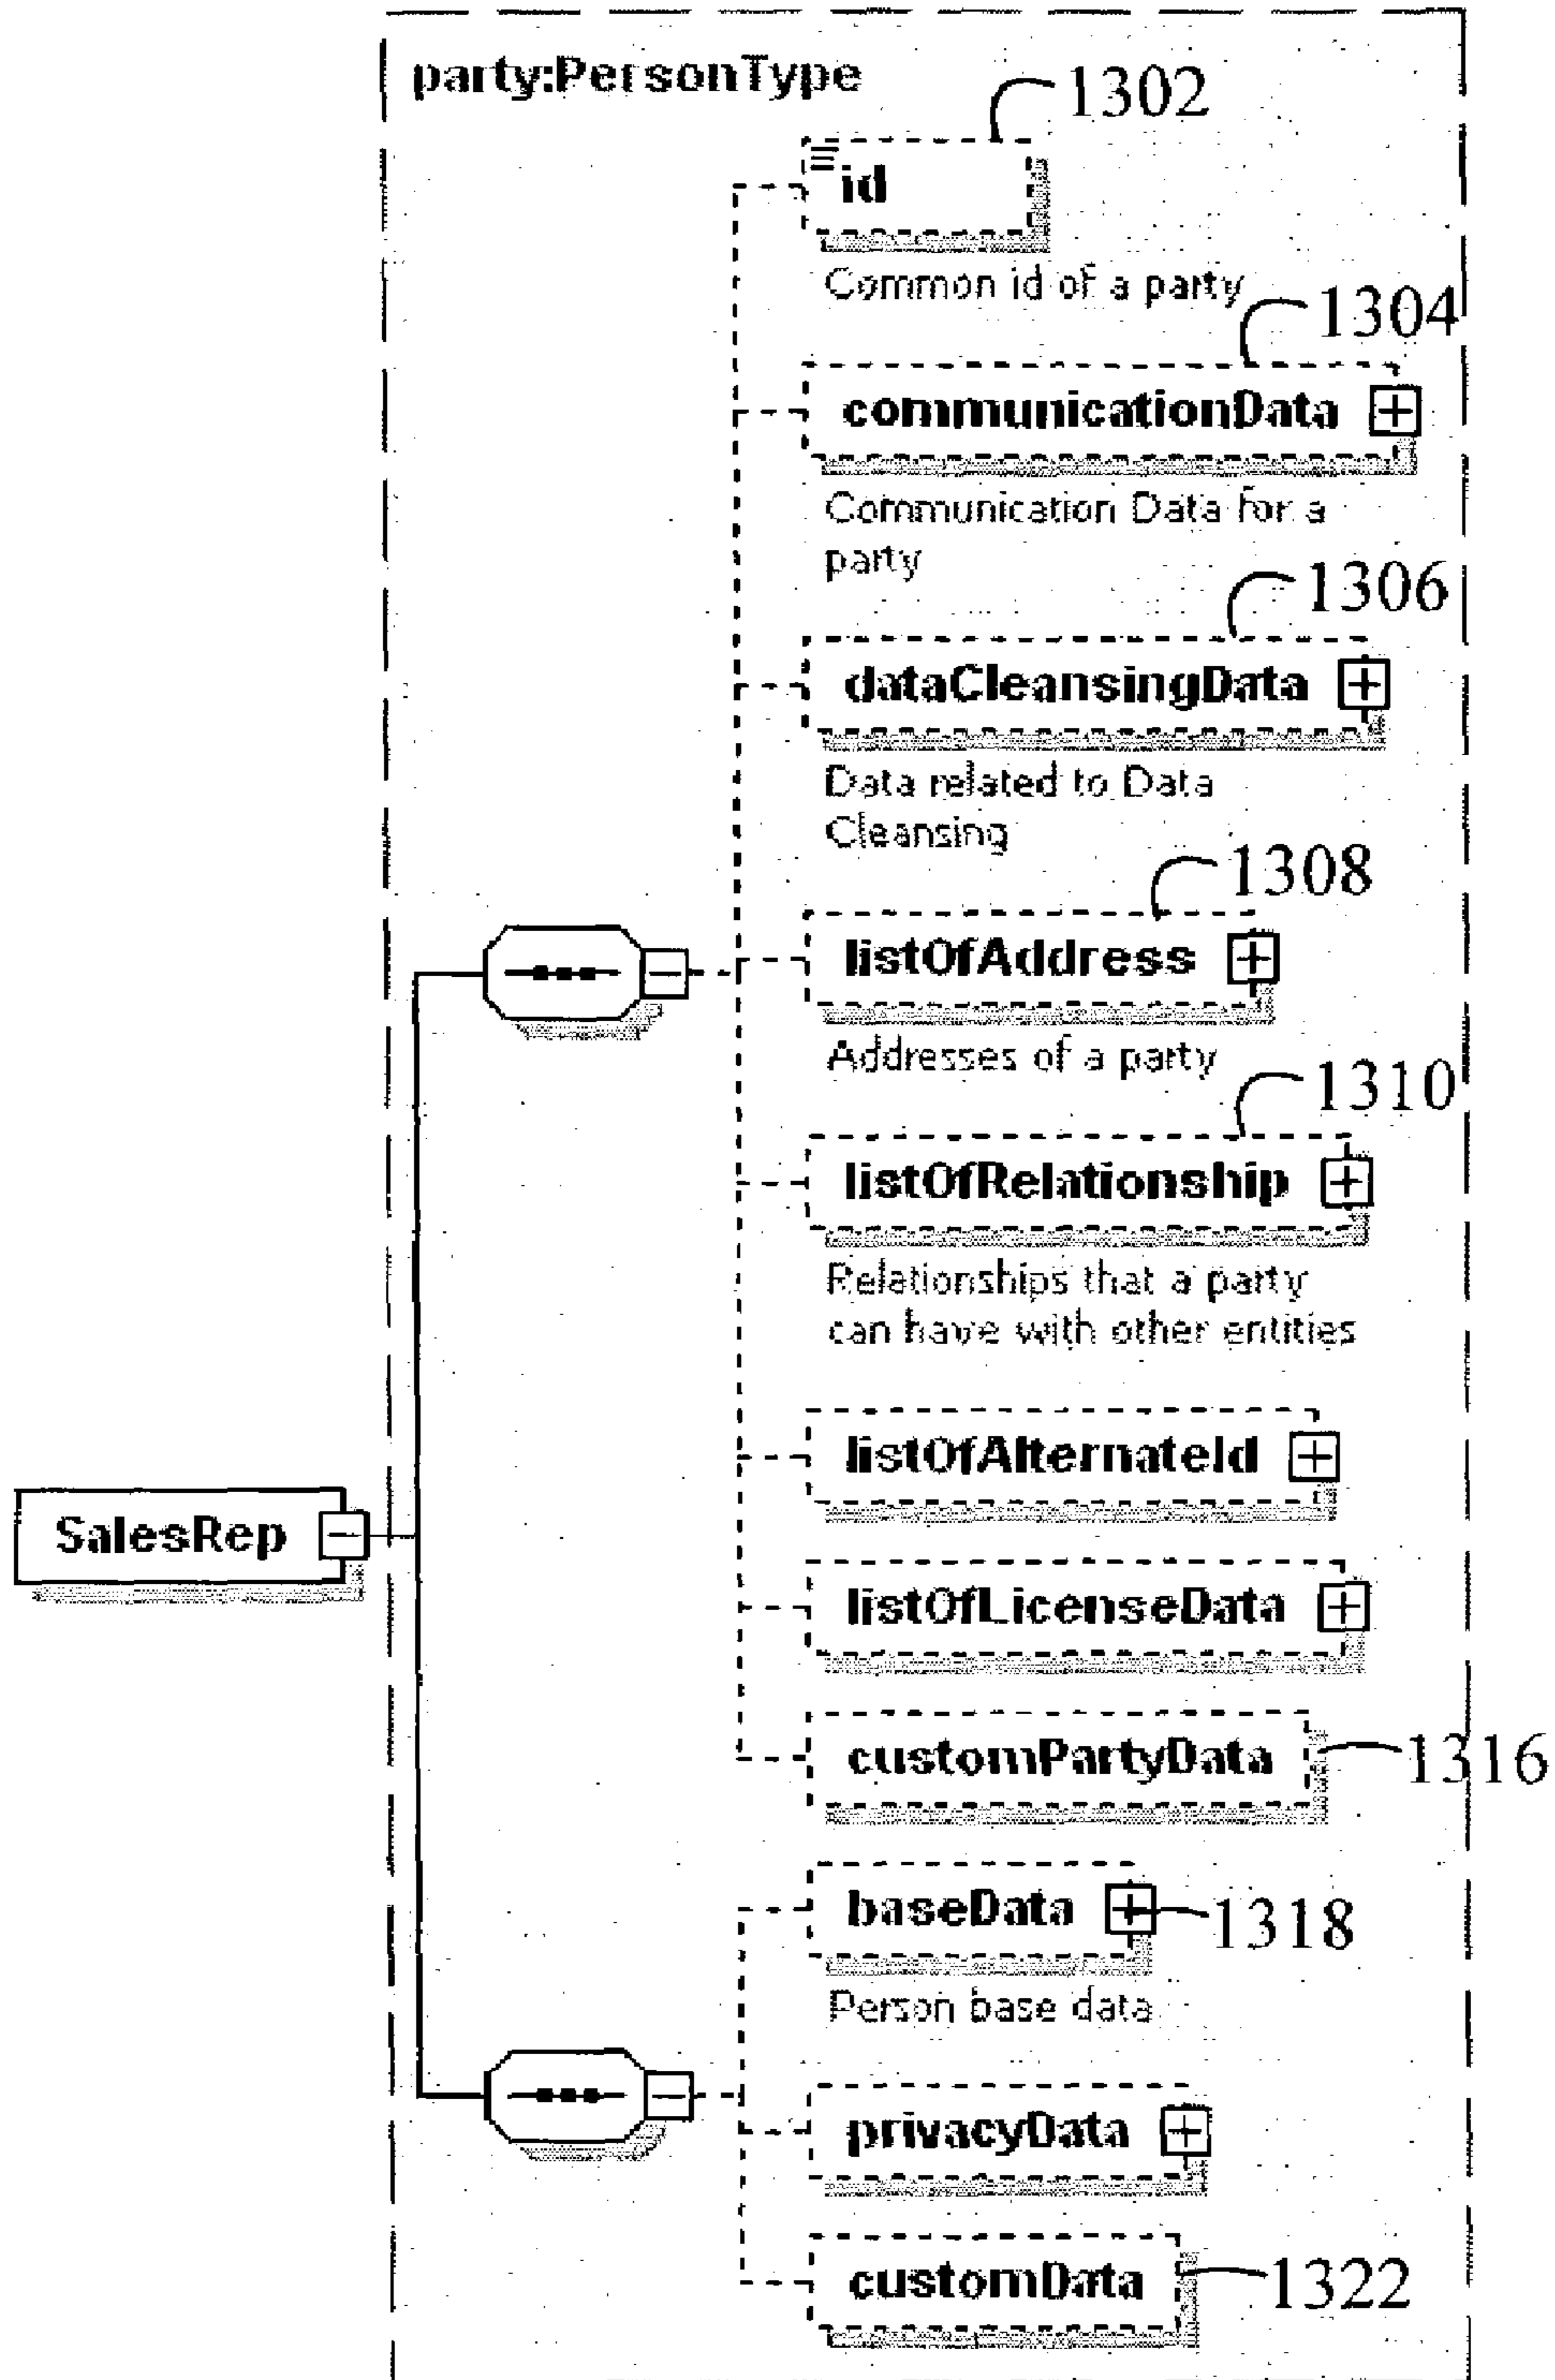 party:PersonType
1302
id
Common id of a party
1304
communicationData
Communication Data for a
party
1306
dataCleansingData
Data related to Data
Cleansing
1308
listOfAddress
Addresses of a party
1310
listOfRelationship
Relationships that a party
can have with other entities
listOfAlternateId
SalesRep
listOfLicenseData
customPartyData
1316
baseData
1318
Person base data
privacyData
customData
1322